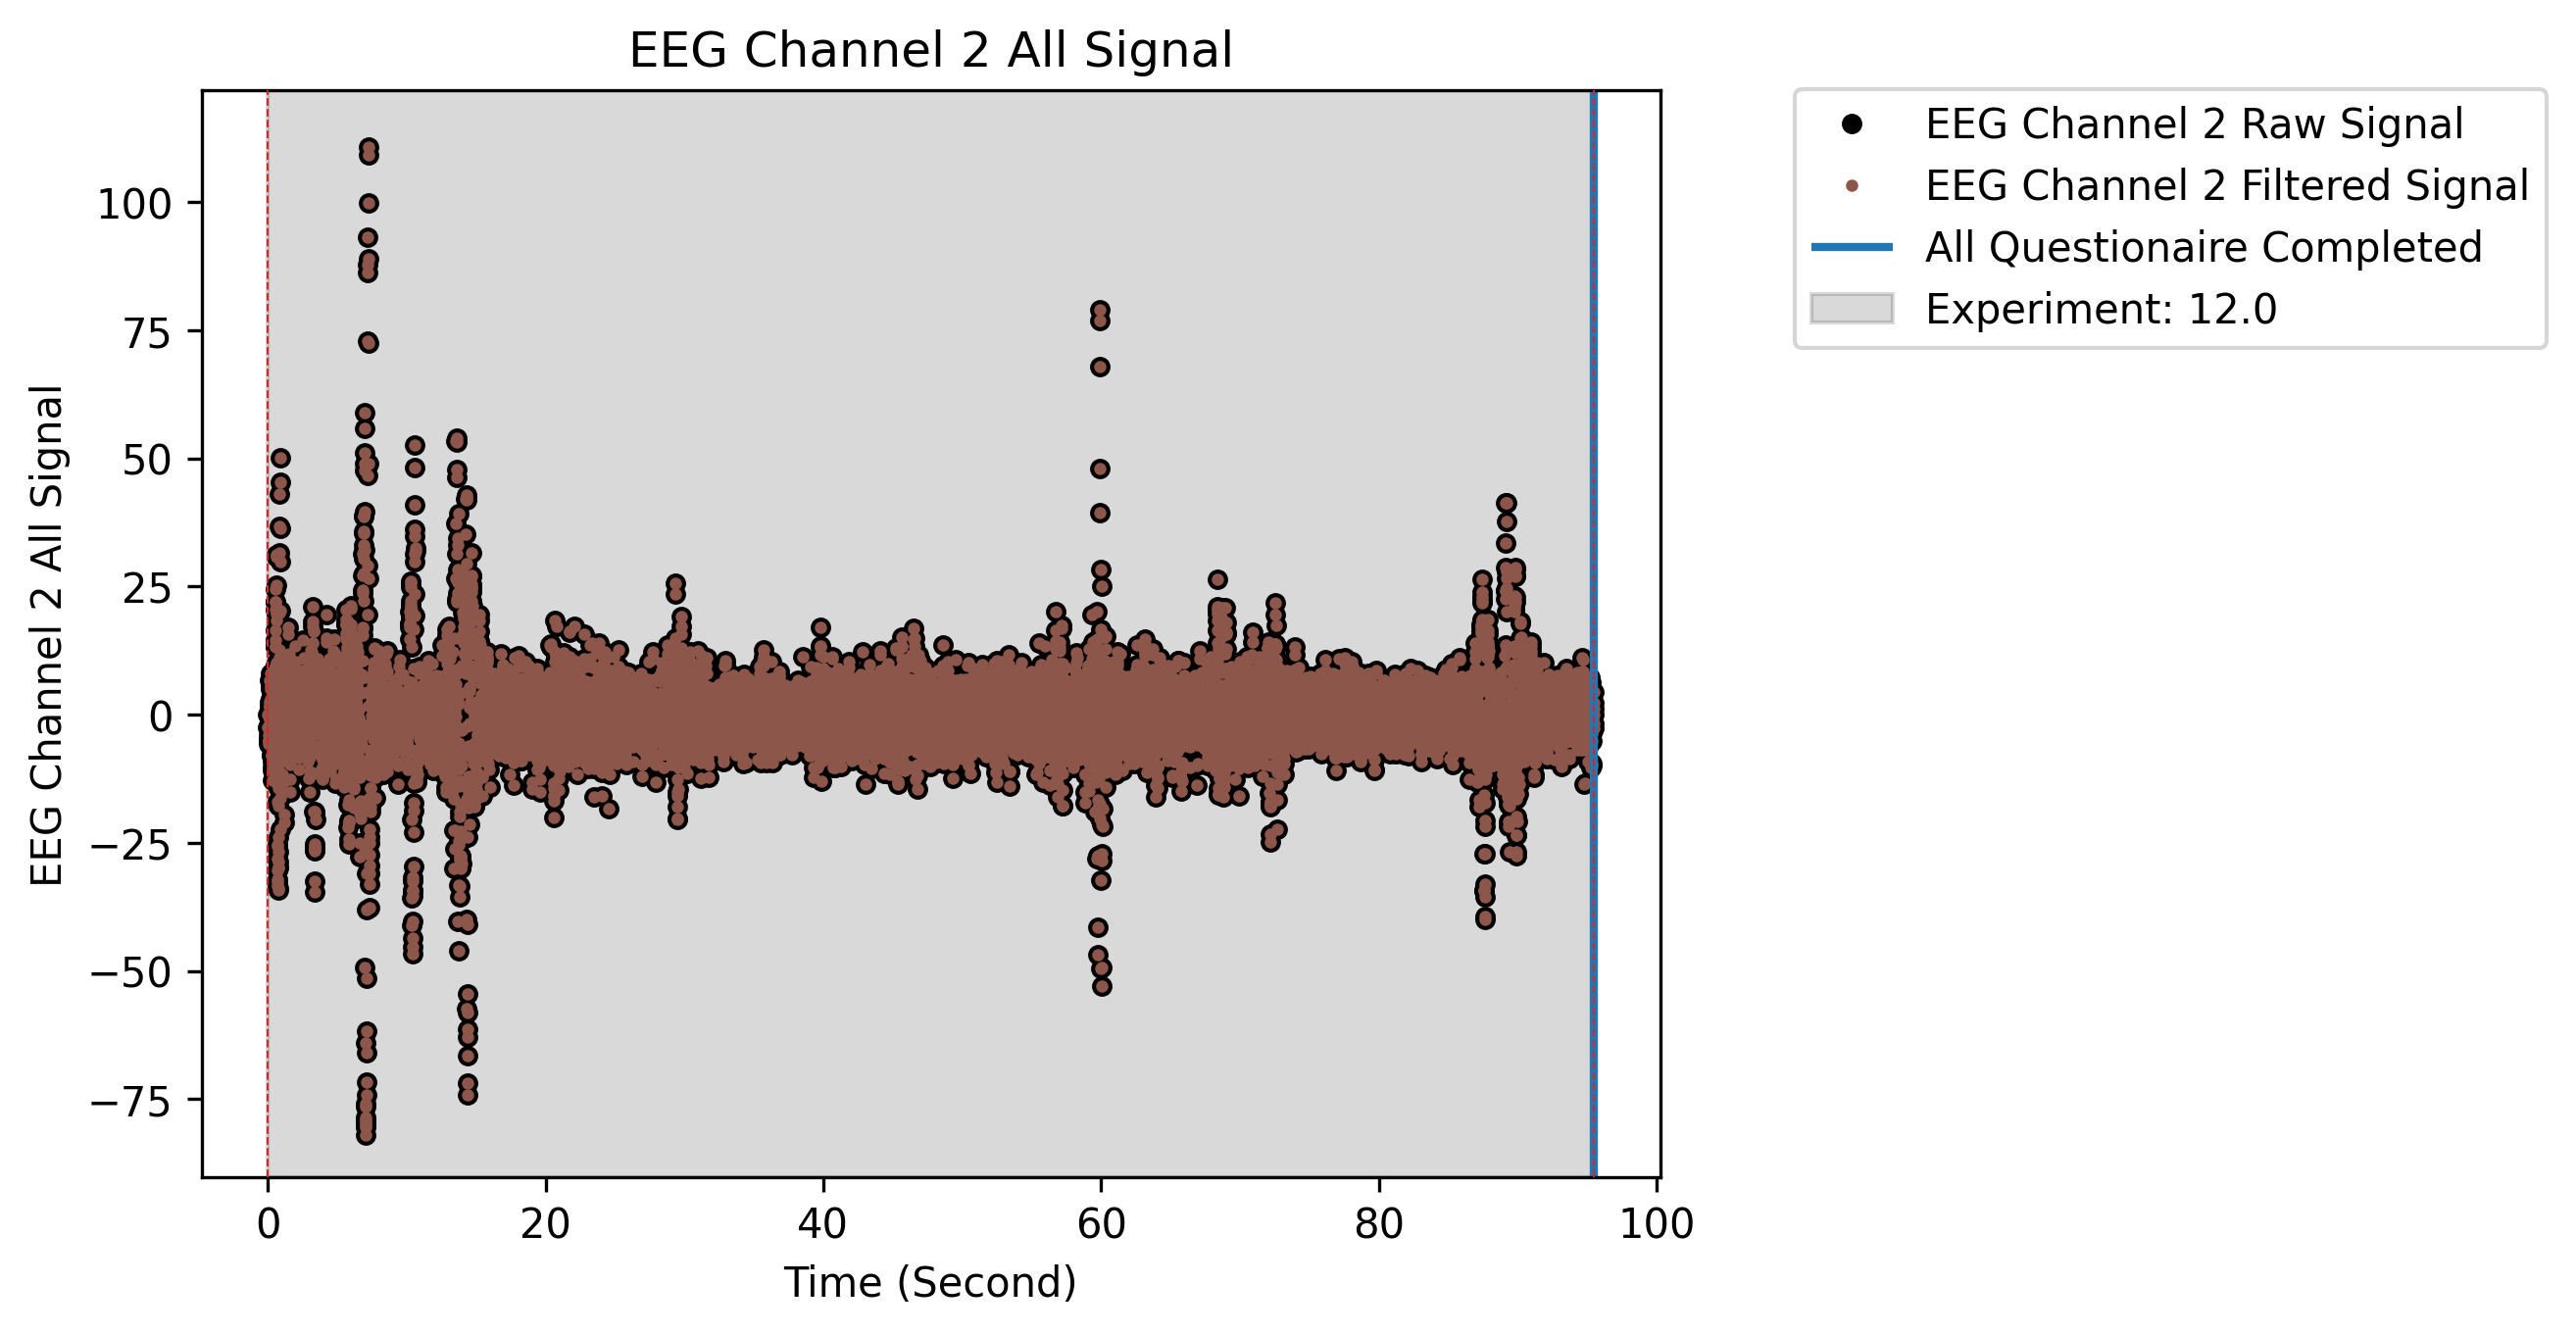 EEG Channel 2 All Signal
EEG Channel 2 Raw Signal
EEG Channel 2 Filtered Signal
All Questionaire Completed
Experiment: 12.0
EEG Channel 2 All Signal
100
75
50
25
0
−25
−50
−75
0 20 40 60 80 100
Time (Second)